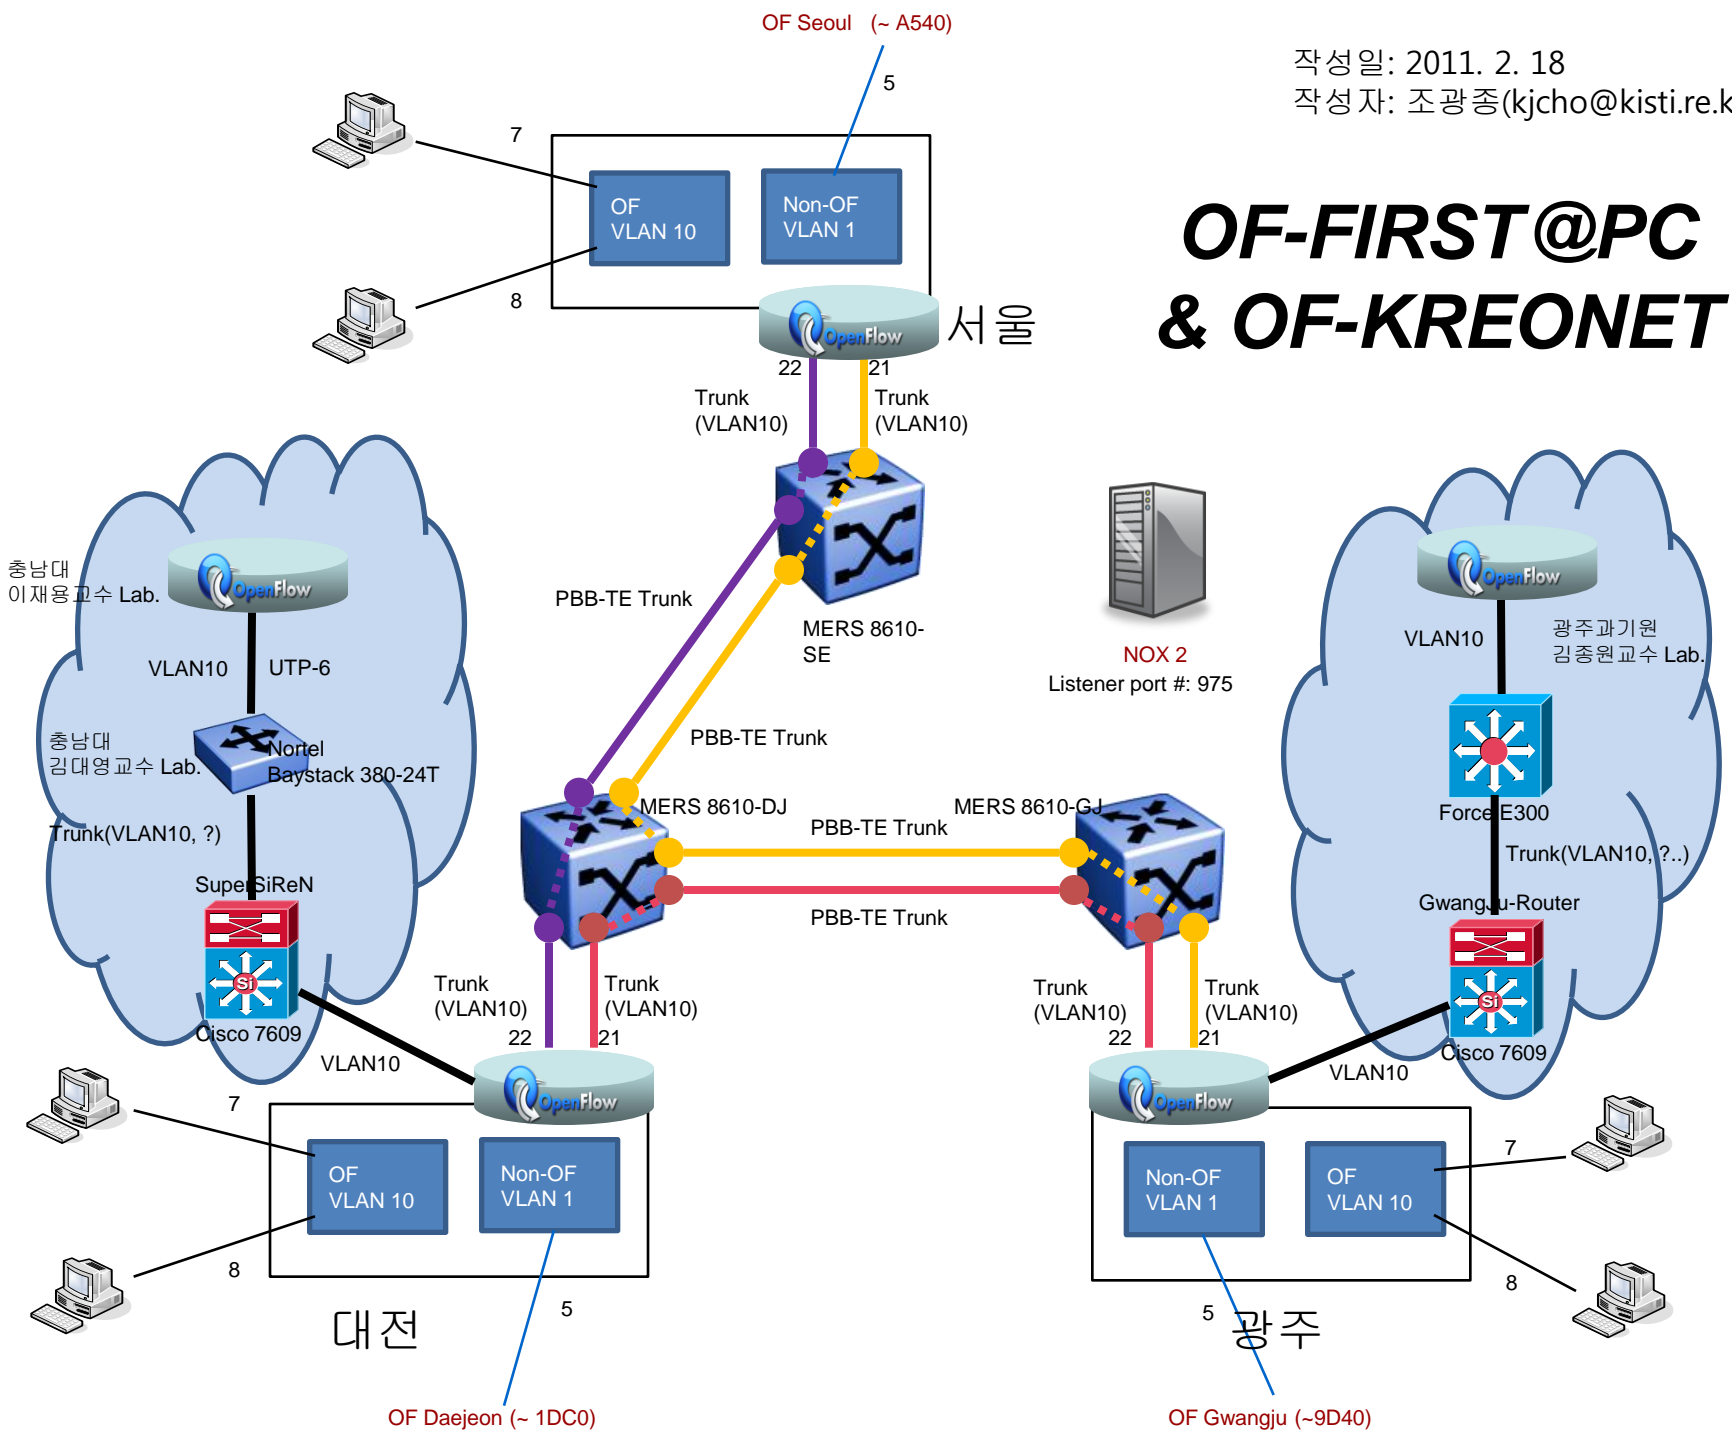 OF Seoul (~ A540)
5
작성일: 2011. 2. 18
작성자: 조광종(kjcho@kisti.re.k
7
OF
VLAN 10
Non-OF
VLAN 1
8
OpenFlow
서울
OF-FIRST@PC
& OF-KREONET
22
21
Trunk
(VLAN10)
Trunk
(VLAN10)
충남대
이재용교수 Lab.
OpenFlow
VLAN10
UTP-6
충남대
김대영교수 Lab.
Nortel
Baystack 380-24T
Trunk(VLAN10, ?)
SuperSiReN
Si
Cisco 7609
VLAN10
PBB-TE Trunk
MERS 8610-
SE
PBB-TE Trunk
NOX 2
Listener port #: 975
OpenFlow
VLAN10
광주과기원
김종원교수 Lab.
Force E300
Trunk(VLAN10, ?..)
GwangJu-Router
Si
Cisco 7609
VLAN10
MERS 8610-DJ
MERS 8610-GJ
PBB-TE Trunk
PBB-TE Trunk
Trunk
(VLAN10)
22
Trunk
(VLAN10)
21
Trunk
(VLAN10)
22
Trunk
(VLAN10)
21
OpenFlow
7
OF
VLAN 10
Non-OF
VLAN 1
8
5
대전
OF Daejeon (~ 1DC0)
OpenFlow
Non-OF
VLAN 1
OF
VLAN 10
7
8
5
광주
OF Gwangju (~9D40)